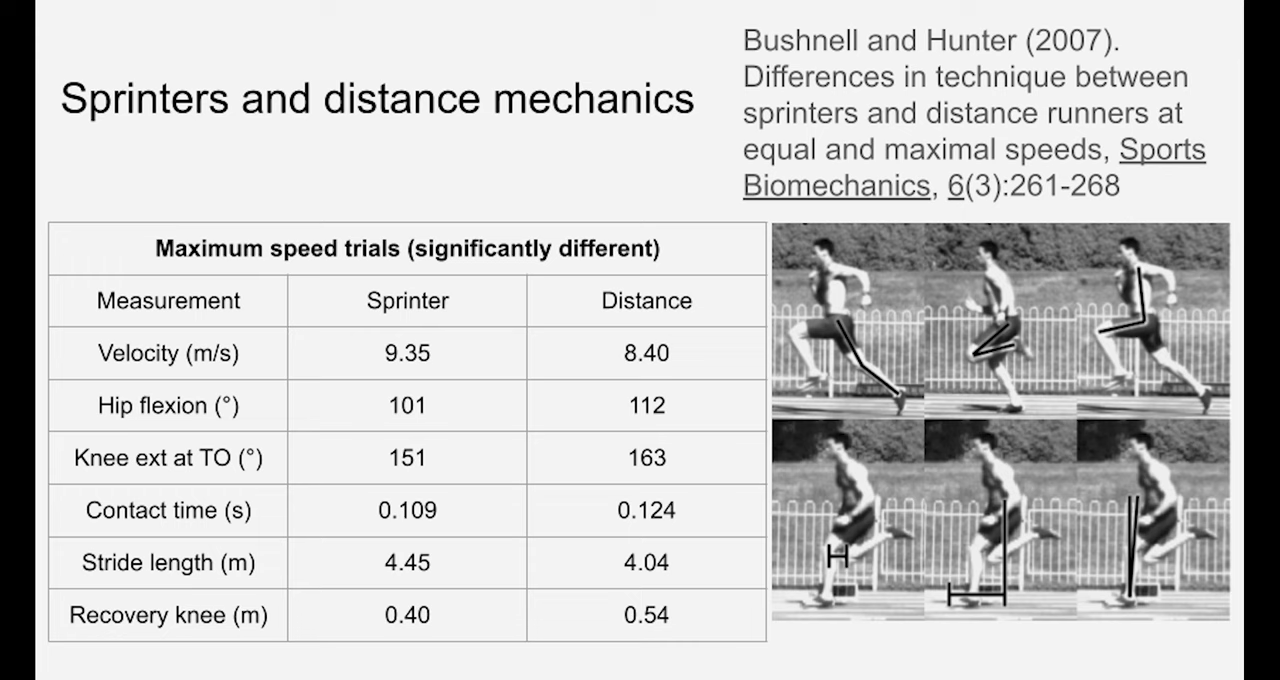 Sprinters and distance mechanics
Bushnell and Hunter (2007).
Differences in technique between
sprinters and distance runners at
equal and maximal speeds, Sports
Biomechanics, 6(3):261-268
Maximum speed trials (significantly different)
Measurement Sprinter Distance
Velocity (m/s) 9.35 8.40
Hip flexion (°) 101 112
Knee ext at TO (°) 151 163
Contact time (s) 0.109 0.124
Stride length (m) 4.45 4.04
Recovery knee (m) 0.40 0.54